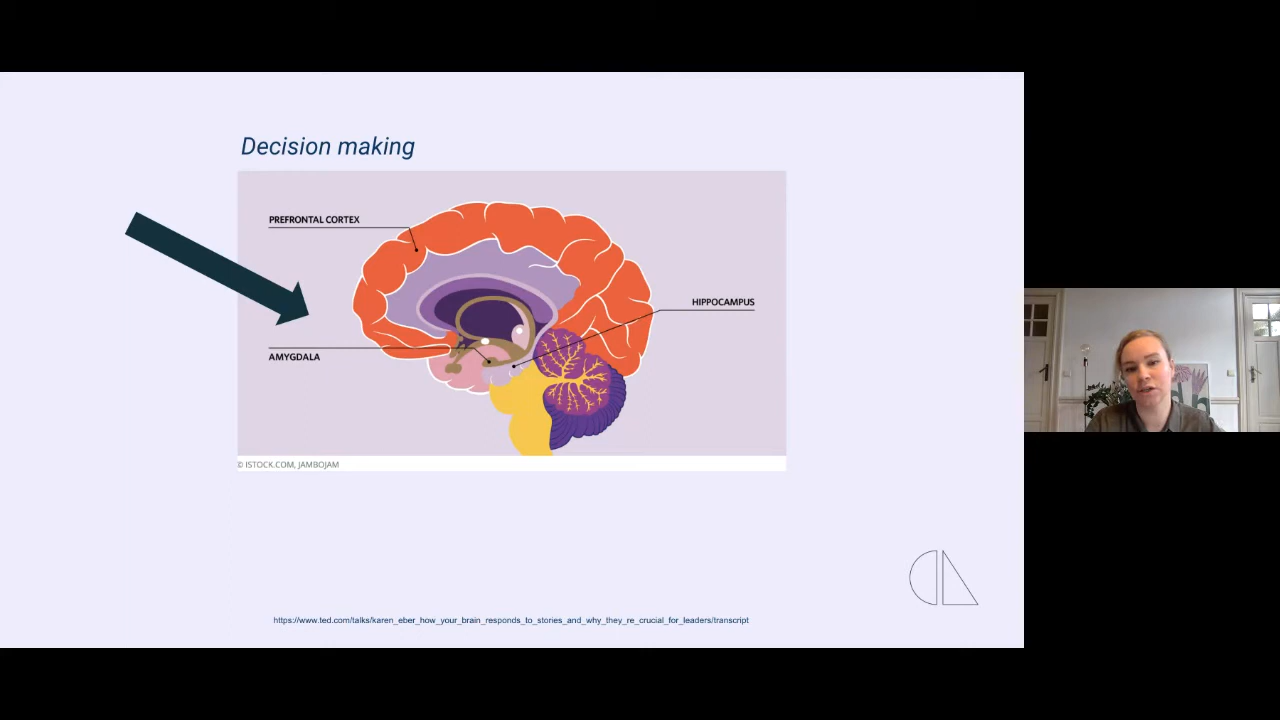 Decision making
PREFRONTAL CORTEX
HIPPOCAMPUS
AMYGDALA
© ISTOCK.COM, JAMBOJAM
https://www.ted.com/talks/karen_eber_how_your_brain_responds_to_stories_and_why_they_re_crucial_for_leaders/transcript